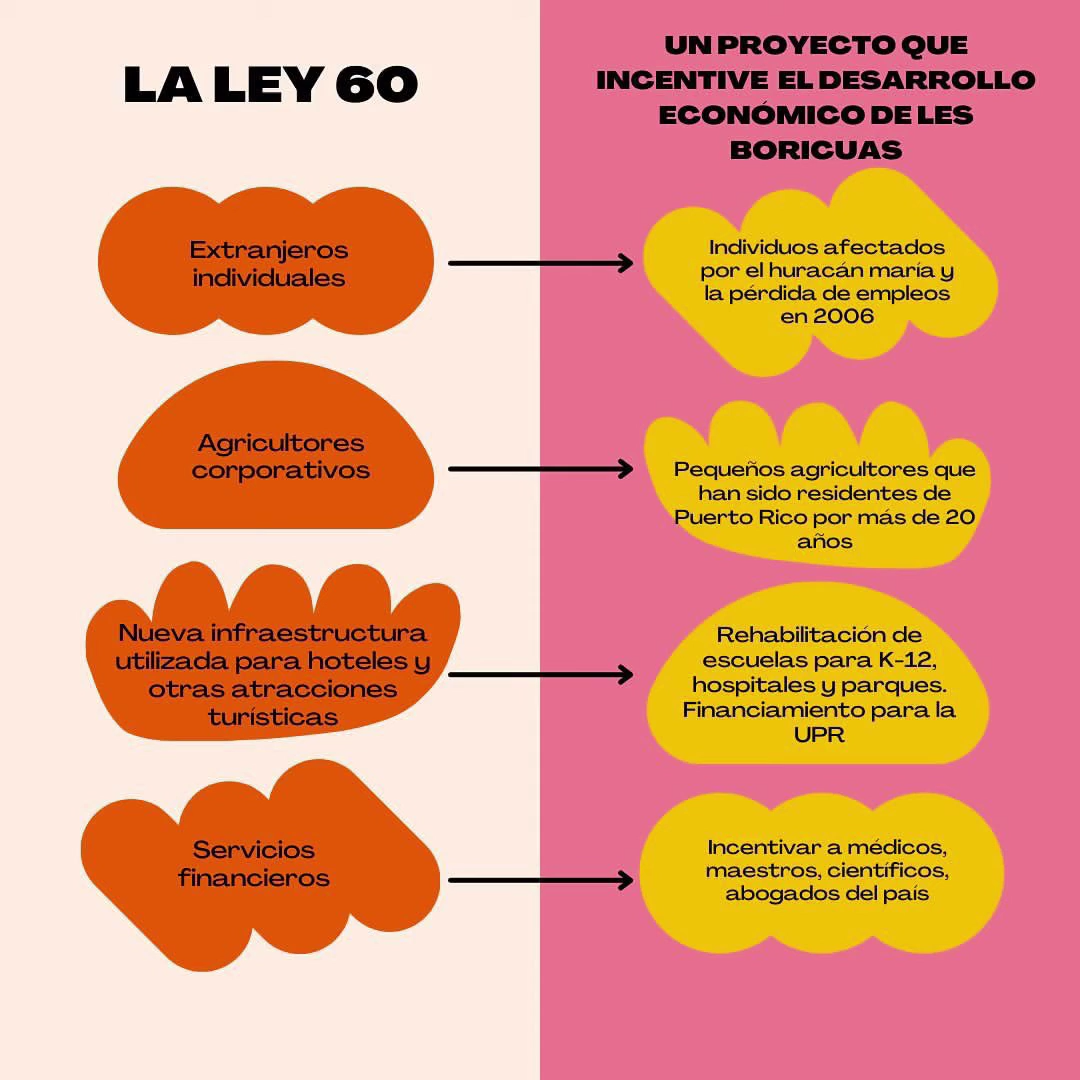 LA LEY 60
UN PROYECTO QUE
INCENTIVE EL DESARROLLO
ECONÓMICO DE LES
BORICUAS
Extranjeros
individuales
Individuos afectados
por el huracán maría y
la pérdida de empleos
en 2006
Agricultores
corporativos
Pequeños agricultores que
han sido residentes de
Puerto Rico por más de 20
años
Nueva infraestructura
utilizada para hoteles y
otras atracciones
turísticas
Rehabilitación de
escuelas para K-12,
hospitales y parques.
Financiamiento para la
UPR
Servicios
financieros
Incentivar a médicos,
maestros, científicos,
abogados del país